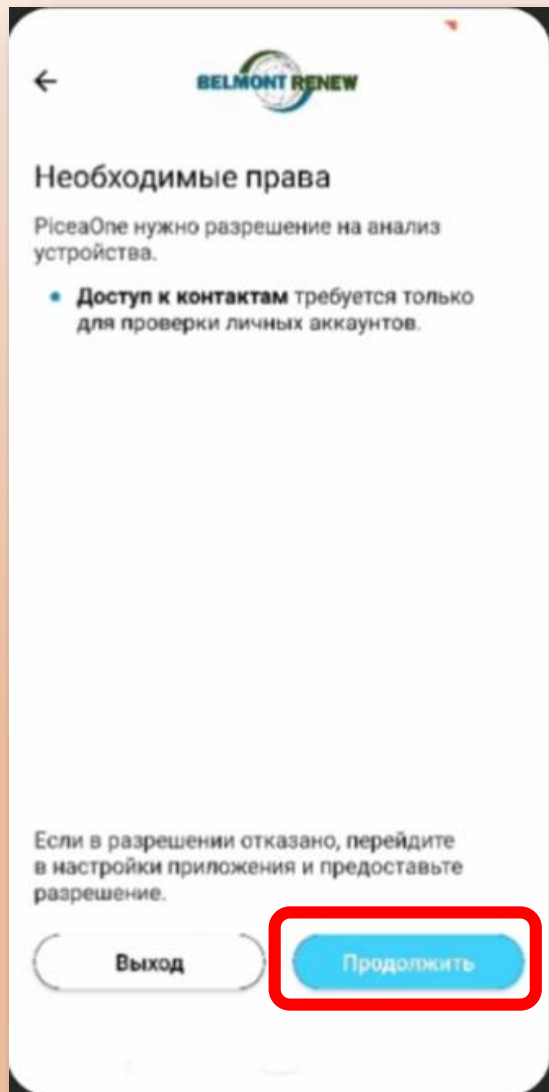 BELMONT RENEW
Необходимые права
PiceaOne нужно разрешение на анализ
устройства.
• Доступ к контактам требуется только
для проверки личных аккаунтов.
Если в разрешении отказано, перейдите
в настройки приложения и предоставьте
разрешение.
Выход
Продолжить